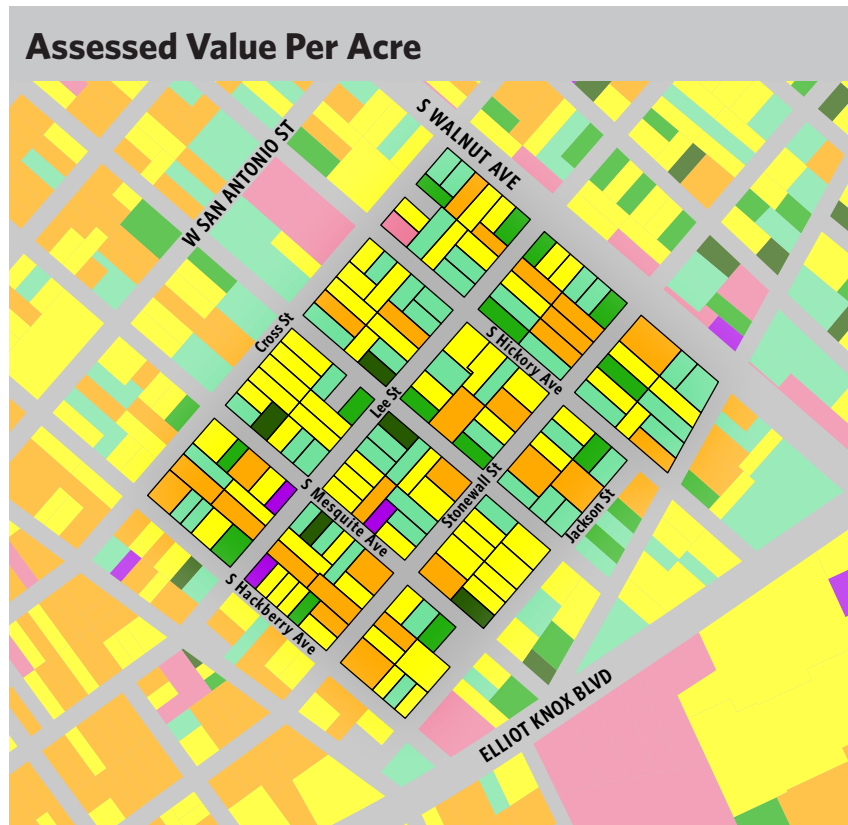 Assessed Value Per Acre
S WALNUT AVE
W SAN ANTONIO ST
Cross St
S Hickory Ave
Lee St
S Mesquite Ave
Stonewall St
Jackson St
S Hackberry Ave
ELLIOT KNOX BLVD